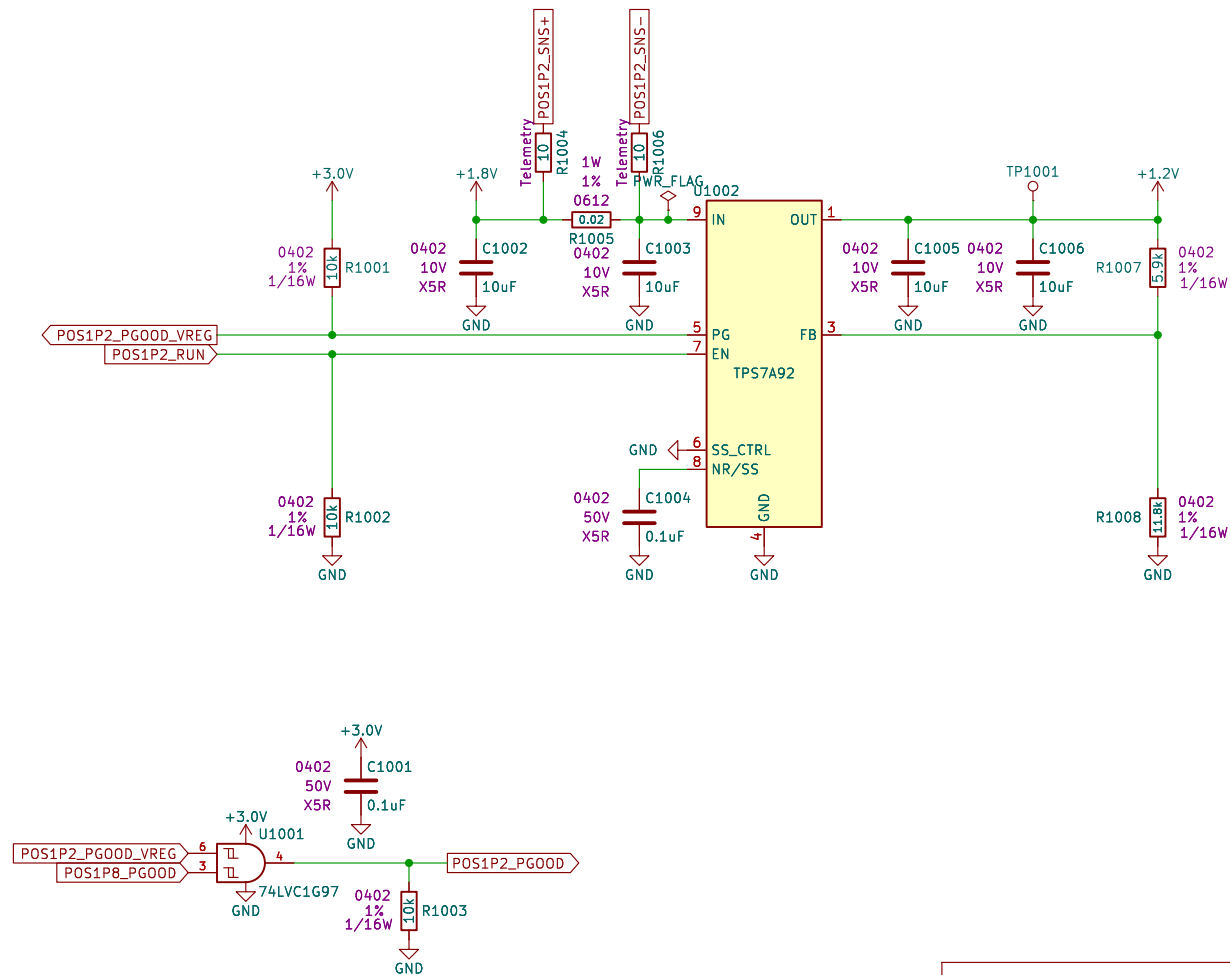 POS1P2_SNS+
POS1P2_SNS-
Telemetry
10
R1004
Telemetry
10
R1006
1W
1%
0612
0.02
R1005
PWR_FLAG
+3.0V
0402
1%
1/16W
10k
R1001
+1.8V
0402
10V
X5R
C1002
10uF
GND
0402
10V
X5R
C1003
10uF
GND
U1002
9
IN
OUT
1
5
PG
7
EN
FB
3
TPS7A92
6
SS_CTRL
8
NR/SS
GND
4
GND
GND
TP1001
+1.2V
0402
10V
X5R
C1005
10uF
GND
0402
10V
X5R
C1006
10uF
GND
R1007
5.9k
0402
1%
1/16W
POS1P2_PGOOD_VREG
POS1P2_RUN
0402
1%
1/16W
10k
R1002
GND
0402
50V
X5R
C1004
0.1uF
GND
R1008
11.8k
0402
1%
1/16W
GND
+3.0V
0402
50V
X5R
C1001
0.1uF
GND
+3.0V
U1001
POS1P2_PGOOD_VREG
6
POS1P8_PGOOD
3
4
74LVC1G97
GND
POS1P2_PGOOD
0402
1%
1/16W
10k
R1003
GND